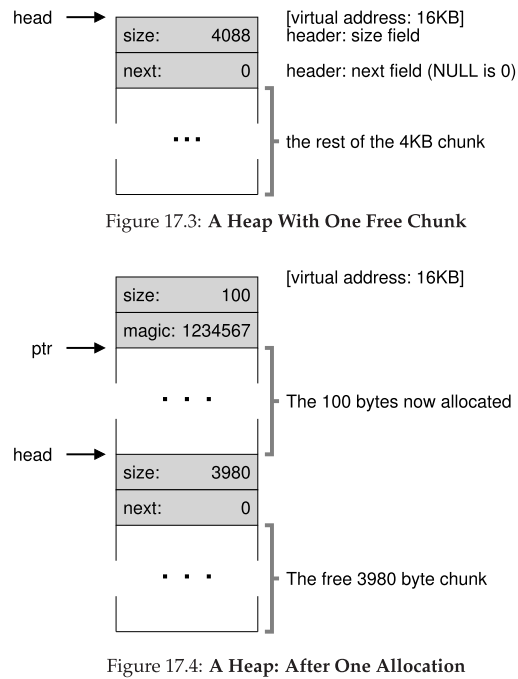 head
[virtual address: 16KB]
size: 4088
header: size field
next: 0
header: next field (NULL is 0)
the rest of the 4KB chunk
Figure 17.3: A Heap With One Free Chunk
[virtual address: 16KB]
size: 100
magic: 1234567
ptr
The 100 bytes now allocated
head
size: 3980
next: 0
The free 3980 byte chunk
Figure 17.4: A Heap: After One Allocation